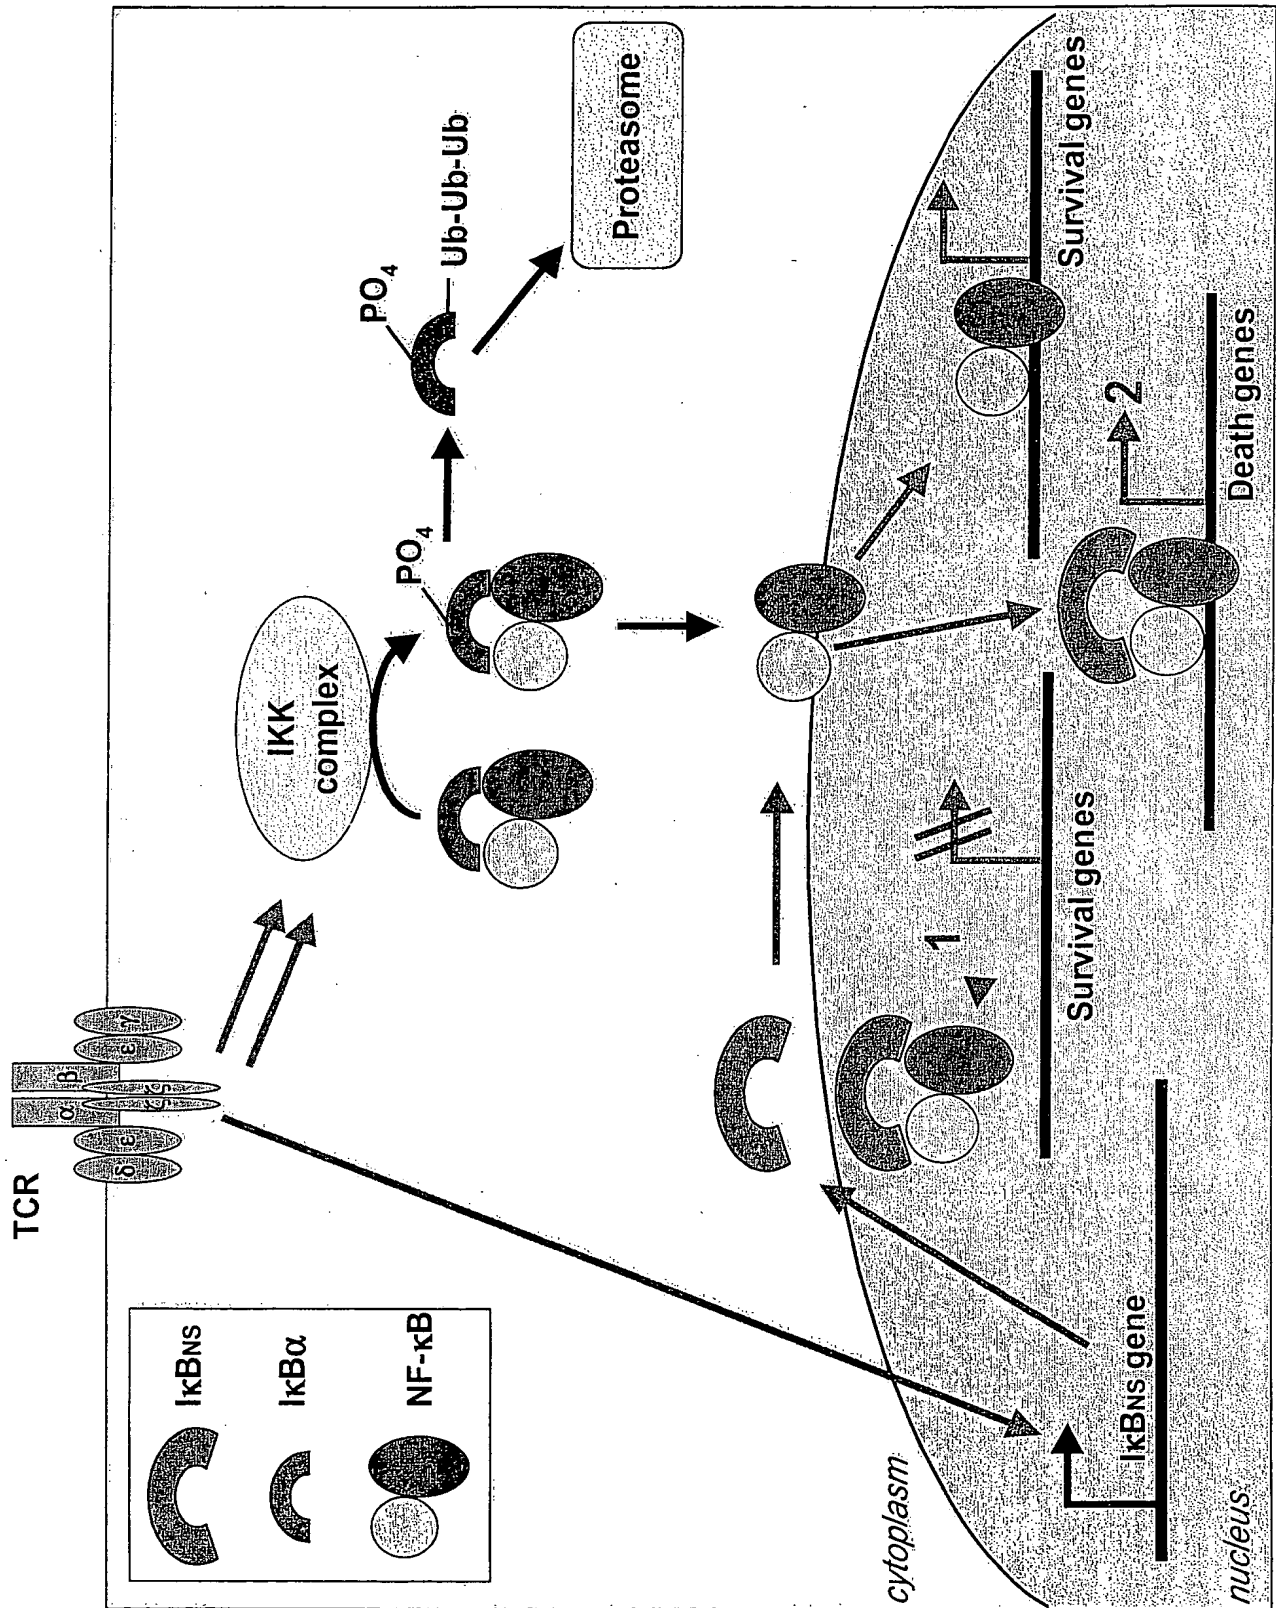 TCR
δ
ε
α
ζ
ζ
β
ε
γ
IκBNS
IκBα
NF-κB
IKK
complex
PO4
PO4
Ub-Ub-Ub
Proteasome
cytoplasm
nucleus
IκBNS gene
1
Survival genes
2
Death genes
Survival genes